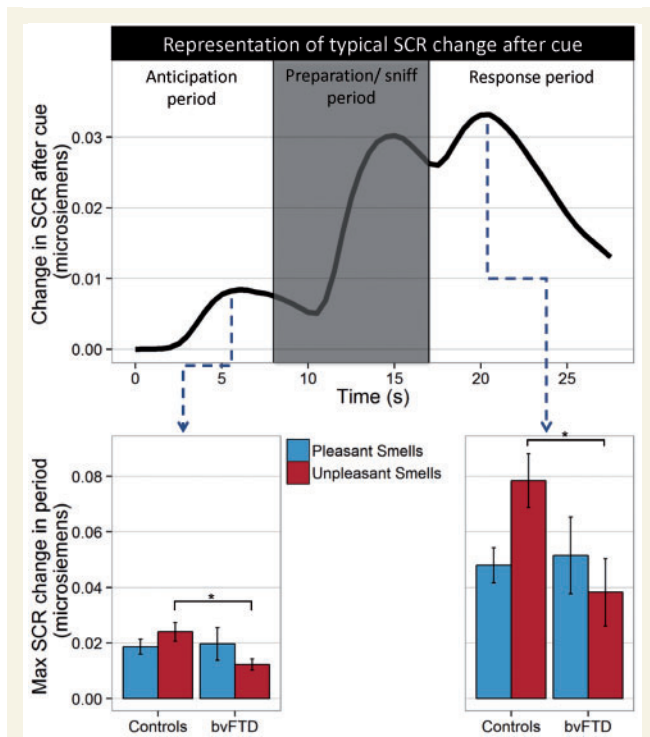 Representation of typical SCR change after cue
Anticipation
period
Preparation/ sniff
period
Response period
Change in SCR after cue
(microsiemens)
0.03
0.02
0.01
0.00
0
5
10
15
20
25
Time (s)
Pleasant Smells
Unpleasant Smells
Max SCR change in period
(microsiemens)
0.08
0.06
0.04
0.02
0.00
*
*
Controls
bvFTD
Controls
bvFTD